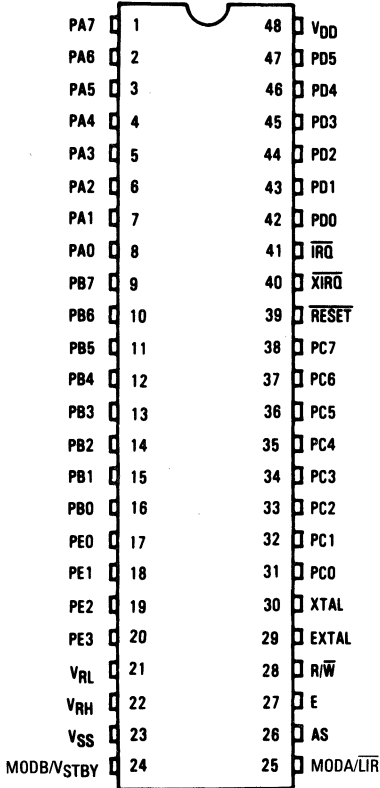 PA7 1 48 VDD
PA6 2 47 PD5
PA5 3 46 PD4
PA4 4 45 PD3
PA3 5 44 PD2
PA2 6 43 PD1
PA1 7 42 PD0
PA0 8 41 I̅R̅Q̅
PB7 9 40 X̅I̅R̅Q̅
PB6 10 39 R̅E̅S̅E̅T̅
PB5 11 38 PC7
PB4 12 37 PC6
PB3 13 36 PC5
PB2 14 35 PC4
PB1 15 34 PC3
PB0 16 33 PC2
PE0 17 32 PC1
PE1 18 31 PC0
PE2 19 30 XTAL
PE3 20 29 EXTAL
VRL 21 28 R/W̅
VRH 22 27 E
VSS 23 26 AS
MODB/VSTBY 24 25 MODA/L̅I̅R̅